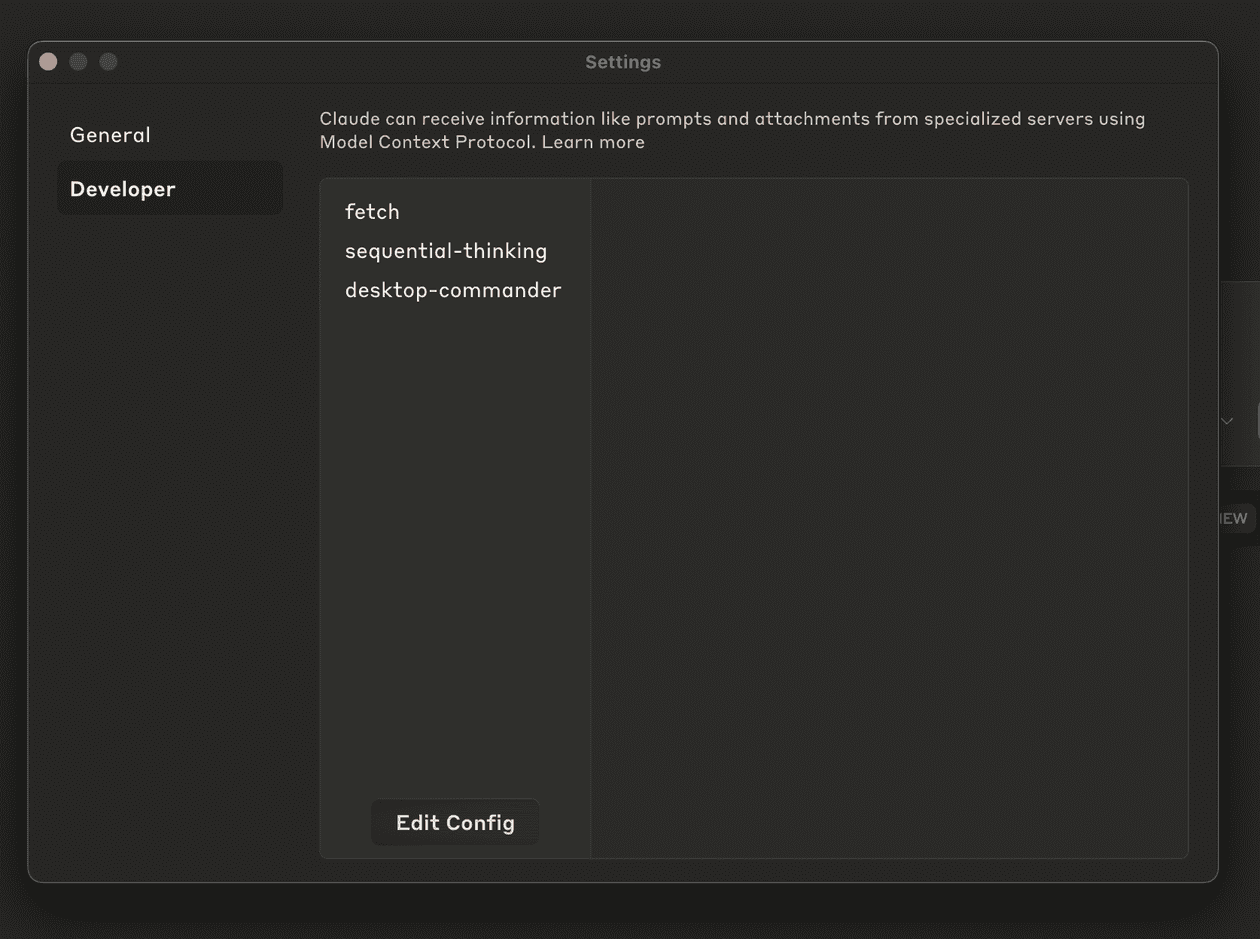 Settings
General
Developer
Claude can receive information like prompts and attachments from specialized servers using
Model Context Protocol. Learn more
fetch
sequential-thinking
desktop-commander
Edit Config